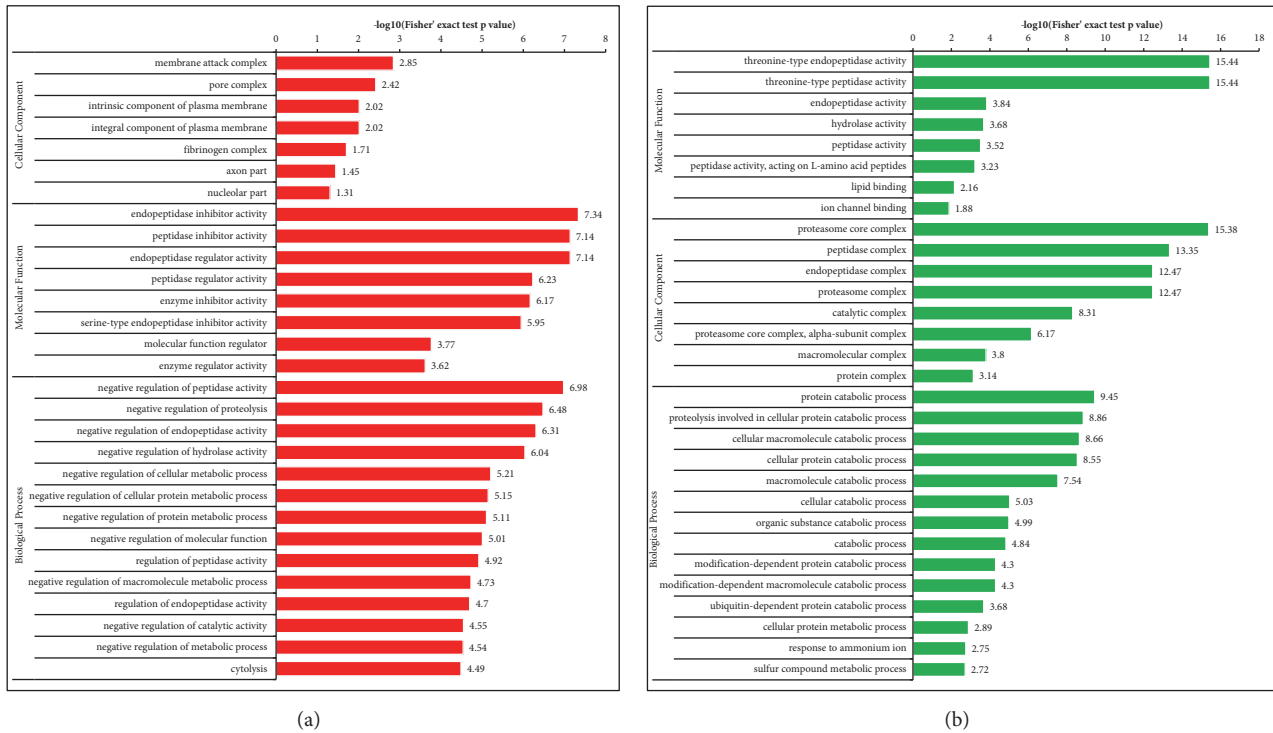 -log10(Fisher' exact test p value)
0 1 2 3 4 5 6 7 8
Cellular Component
membrane attack complex 2.85
pore complex 2.42
intrinsic component of plasma membrane 2.02
integral component of plasma membrane 2.02
fibrinogen complex 1.71
axon part 1.45
nucleolar part 1.31
Molecular Function
endopeptidase inhibitor activity 7.34
peptidase inhibitor activity 7.14
endopeptidase regulator activity 7.14
peptidase regulator activity 6.23
enzyme inhibitor activity 6.17
serine-type endopeptidase inhibitor activity 5.95
molecular function regulator 3.77
enzyme regulator activity 3.62
Biological Process
negative regulation of peptidase activity 6.98
negative regulation of proteolysis 6.48
negative regulation of endopeptidase activity 6.31
negative regulation of hydrolase activity 6.04
negative regulation of cellular metabolic process 5.21
negative regulation of cellular protein metabolic process 5.15
negative regulation of protein metabolic process 5.11
negative regulation of molecular function 5.01
regulation of peptidase activity 4.92
negative regulation of macromolecule metabolic process 4.73
regulation of endopeptidase activity 4.7
negative regulation of catalytic activity 4.55
negative regulation of metabolic process 4.54
cytolysis 4.49
(a)
-log10(Fisher' exact test p value)
0 2 4 6 8 10 12 14 16 18
Molecular Function
threonine-type endopeptidase activity 15.44
threonine-type peptidase activity 15.44
endopeptidase activity 3.84
hydrolase activity 3.68
peptidase activity 3.52
peptidase activity, acting on L-amino acid peptides 3.23
lipid binding 2.16
ion channel binding 1.88
Cellular Component
proteasome core complex 15.38
peptidase complex 13.35
endopeptidase complex 12.47
proteasome complex 12.47
catalytic complex 8.31
proteasome core complex, alpha-subunit complex 6.17
macromolecular complex 3.8
protein complex 3.14
Biological Process
protein catabolic process 9.45
proteolysis involved in cellular protein catabolic process 8.86
cellular macromolecule catabolic process 8.66
cellular protein catabolic process 8.55
macromolecule catabolic process 7.54
cellular catabolic process 5.03
organic substance catabolic process 4.99
catabolic process 4.84
modification-dependent protein catabolic process 4.3
modification-dependent macromolecule catabolic process 4.3
ubiquitin-dependent protein catabolic process 3.68
cellular protein metabolic process 2.89
response to ammonium ion 2.75
sulfur compound metabolic process 2.72
(b)